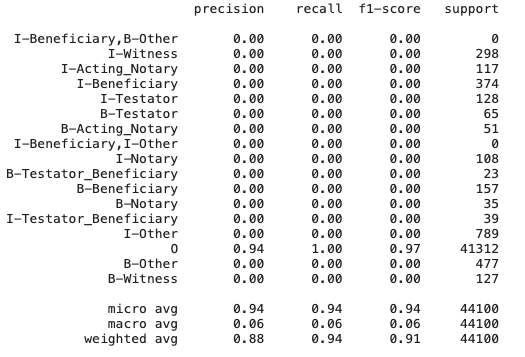 precision recall f1-score support
I-Beneficiary,B-Other 0.00 0.00 0.00 0
I-Witness 0.00 0.00 0.00 298
I-Acting_Notary 0.00 0.00 0.00 117
I-Beneficiary 0.00 0.00 0.00 374
I-Testator 0.00 0.00 0.00 128
B-Testator 0.00 0.00 0.00 65
B-Acting_Notary 0.00 0.00 0.00 51
I-Beneficiary,I-Other 0.00 0.00 0.00 0
I-Notary 0.00 0.00 0.00 108
B-Testator_Beneficiary 0.00 0.00 0.00 23
B-Beneficiary 0.00 0.00 0.00 157
B-Notary 0.00 0.00 0.00 35
I-Testator_Beneficiary 0.00 0.00 0.00 39
I-Other 0.00 0.00 0.00 789
O 0.94 1.00 0.97 41312
B-Other 0.00 0.00 0.00 477
B-Witness 0.00 0.00 0.00 127
micro avg 0.94 0.94 0.94 44100
macro avg 0.06 0.06 0.06 44100
weighted avg 0.88 0.94 0.91 44100